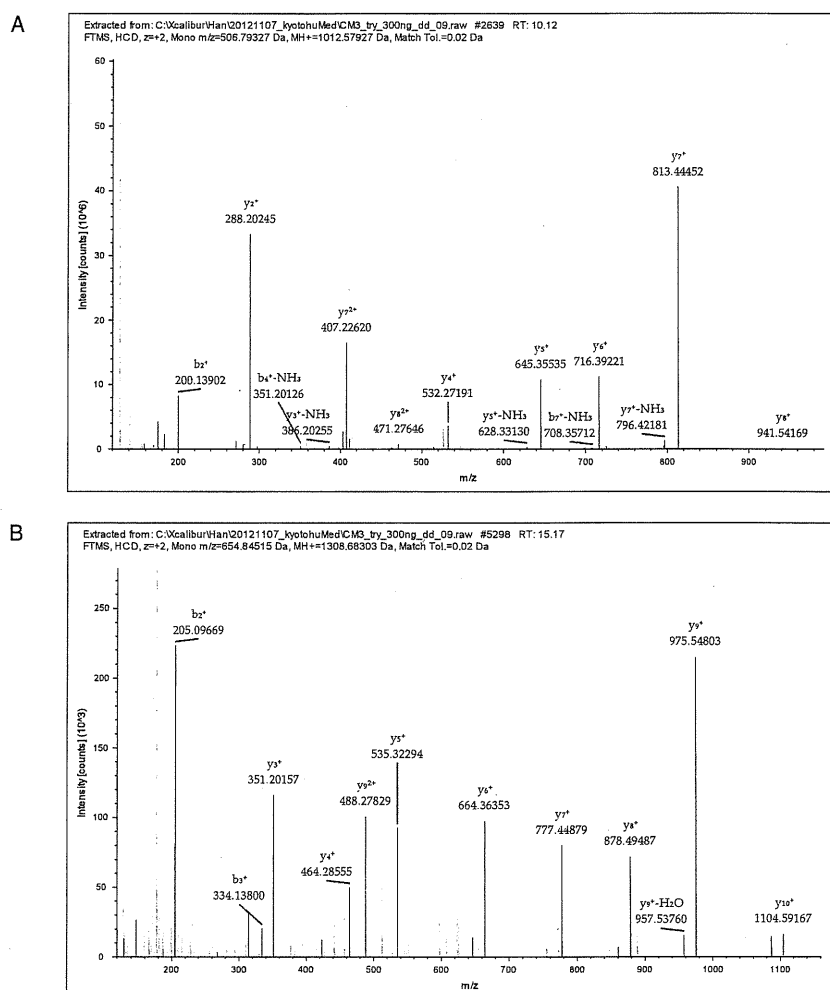 A
Extracted from: C:\Xcalibur\Han\20121107_kyotohuMed\CM3_try_300ng_dd_09.raw #2639 RT: 10.12
FTMS, HCD, z=+2, Mono m/z=506.79327 Da, MH+=1012.57927 Da, Match Tol.=0.02 Da
Intensity [counts] (10^6)
60
50
40
30
20
10
0
y₇⁺
813.44452
y₂⁺
288.20245
y₇²⁺
407.22620
b₂⁺
200.13902
b₄⁺-NH₃
351.20126
y₃⁺-NH₃
386.20255
y₈²⁺
471.27646
y₄⁺
532.27191
y₅⁺
645.35535
y₆⁺
716.39221
y₅⁺-NH₃
628.33130
b₇⁺-NH₃
708.35712
y₇⁺-NH₃
796.42181
y₈⁺
941.54169
200 300 400 500 600 700 800 900
m/z
B
Extracted from: C:\Xcalibur\Han\20121107_kyotohuMed\CM3_try_300ng_dd_09.raw #5298 RT: 15.17
FTMS, HCD, z=+2, Mono m/z=654.84515 Da, MH+=1308.68303 Da, Match Tol.=0.02 Da
Intensity [counts] (10^3)
250
200
150
100
50
0
b₂⁺
205.09669
y₉⁺
975.54803
y₅⁺
535.32294
y₃⁺
351.20157
y₉²⁺
488.27829
y₆⁺
664.36353
y₇⁺
777.44879
y₈⁺
878.49487
y₄⁺
464.28555
b₃⁺
334.13800
y₉⁺-H₂O
957.53760
y₁₀⁺
1104.59167
200 300 400 500 600 700 800 900 1000 1100
m/z